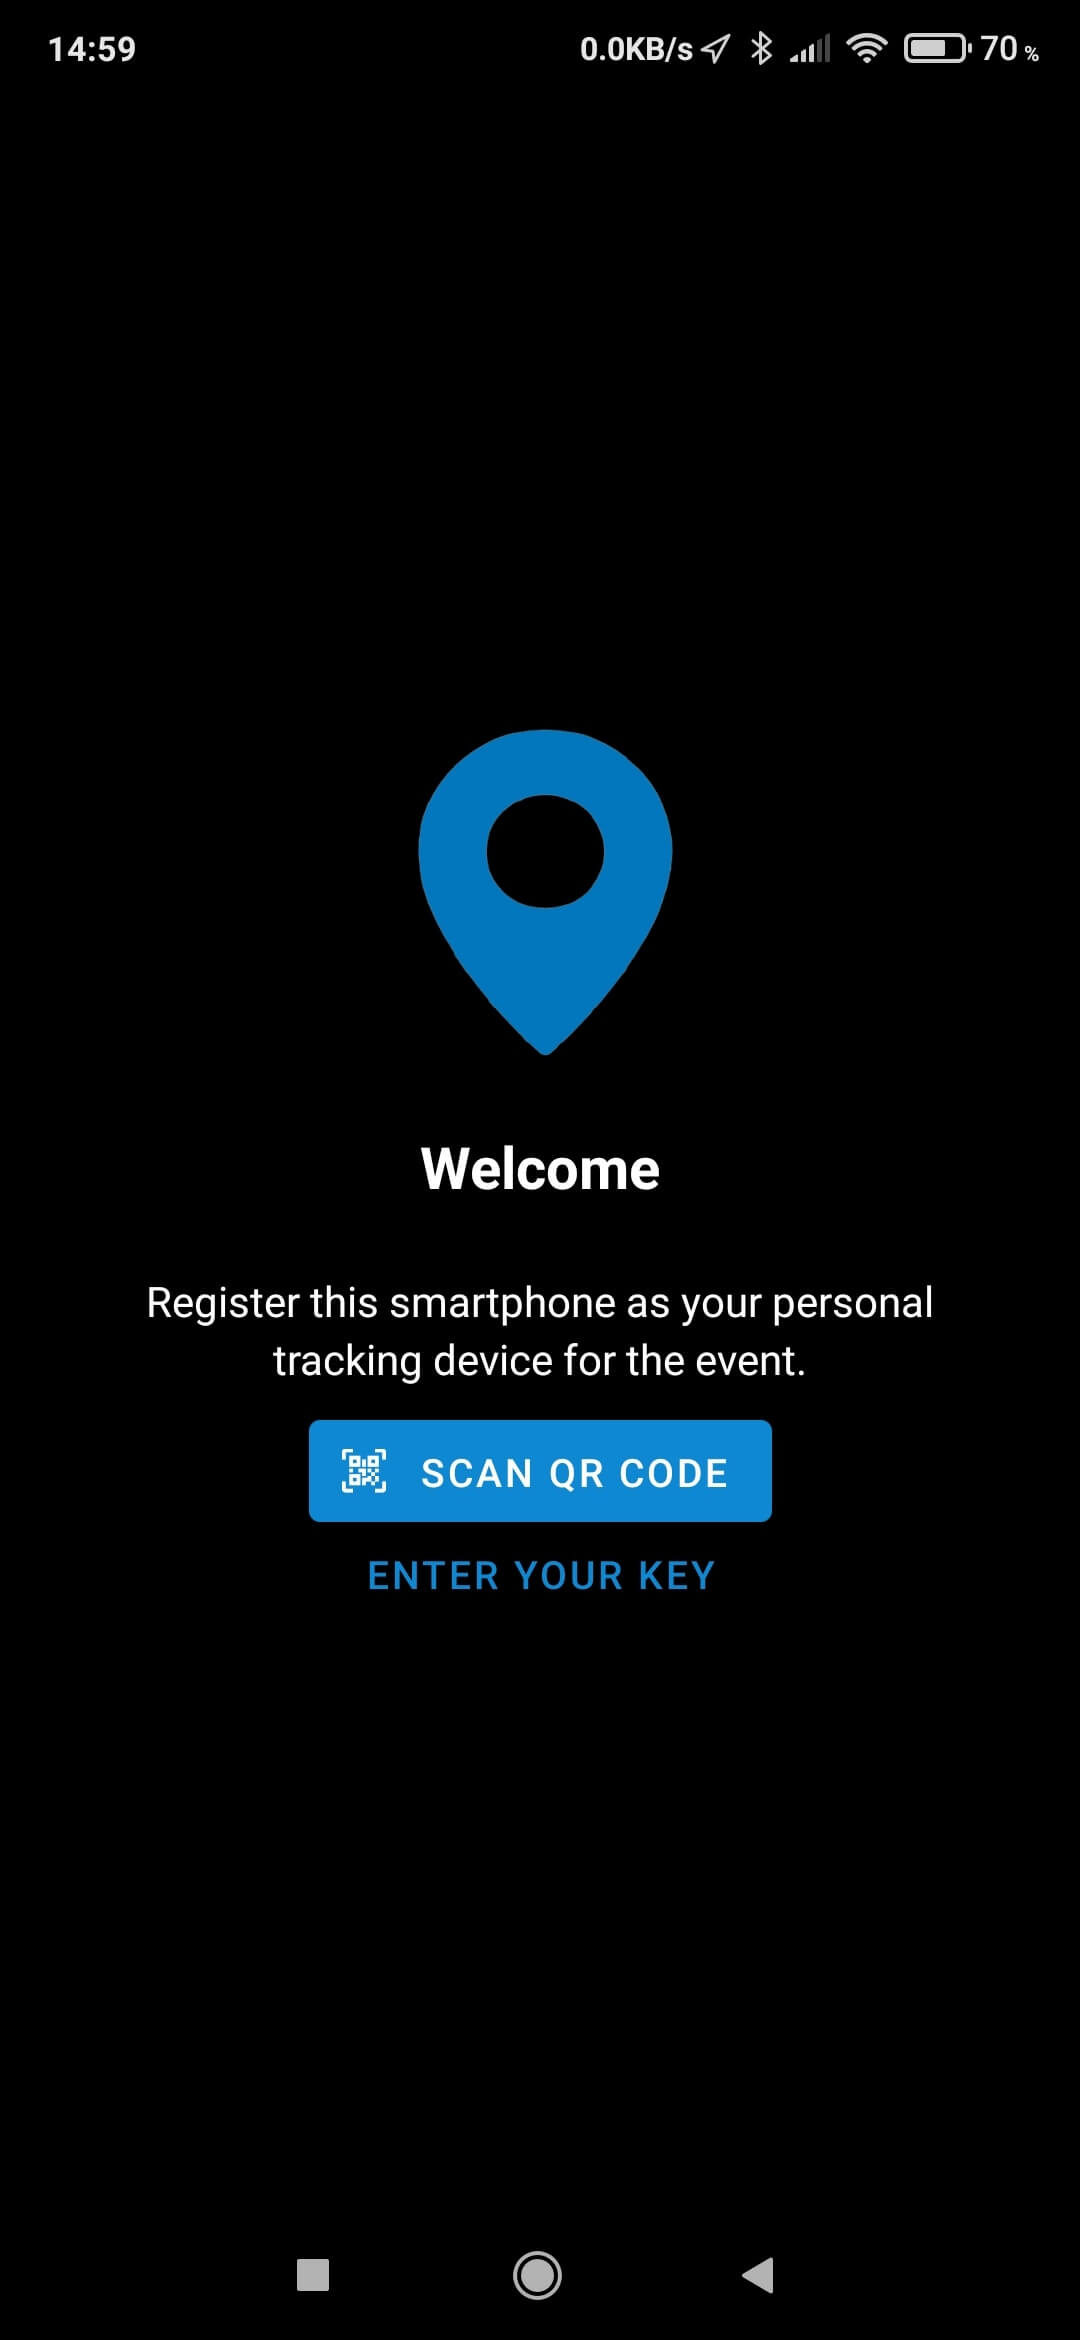 14:59 0.0KB/s 70 %
Welcome
Register this smartphone as your personal
tracking device for the event.
SCAN QR CODE
ENTER YOUR KEY